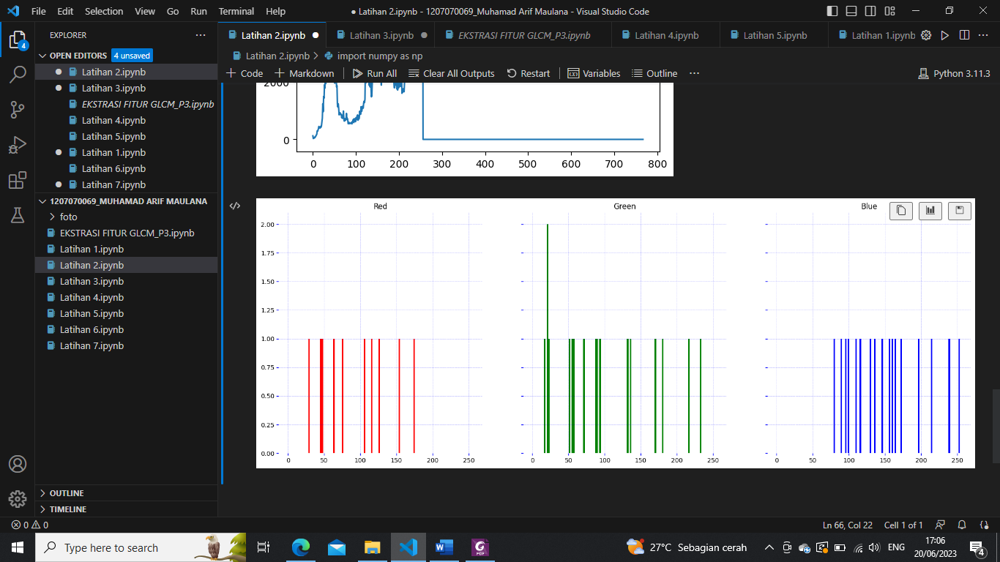 File Edit Selection View Go Run Terminal Help
● Latihan 2.ipynb - 1207070069_Muhamad Arif Maulana - Visual Studio Code
EXPLORER
OPEN EDITORS 4 unsaved
Latihan 2.ipynb
Latihan 3.ipynb
EKSTRASI FITUR GLCM_P3.ipynb
Latihan 4.ipynb
Latihan 5.ipynb
Latihan 1.ipynb
Latihan 6.ipynb
Latihan 7.ipynb
1207070069_MUHAMAD ARIF MAULANA
foto
EKSTRASI FITUR GLCM_P3.ipynb
Latihan 1.ipynb
Latihan 2.ipynb
Latihan 3.ipynb
Latihan 4.ipynb
Latihan 5.ipynb
Latihan 6.ipynb
Latihan 7.ipynb
OUTLINE
TIMELINE
4
Latihan 2.ipynb Latihan 3.ipynb EKSTRASI FITUR GLCM_P3.ipynb Latihan 4.ipynb Latihan 5.ipynb Latihan 1.ipynb
Latihan 2.ipynb > import numpy as np
+ Code + Markdown Run All Clear All Outputs Restart Variables Outline ... Python 3.11.3
2000
0
0 100 200 300 400 500 600 700 800
Red Green Blue
2.00
1.75
1.50
1.25
1.00
0.75
0.50
0.25
0.00
0 50 100 150 200 250 0 50 100 150 200 250 0 50 100 150 200 250
0 0 Ln 66, Col 22 Cell 1 of 1
Type here to search 27°C Sebagian cerah ENG 17:06
20/06/2023 4